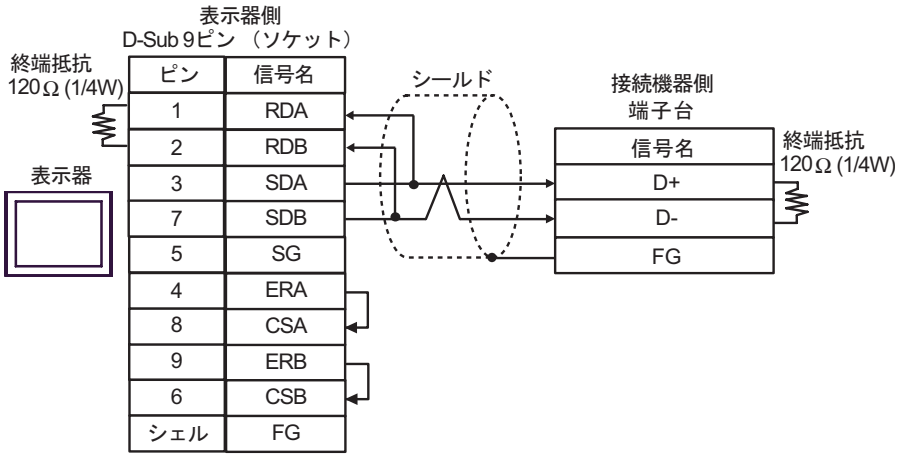 表示器側
D-Sub 9ピン （ソケット）
終端抵抗
120Ω (1/4W)
ピン 信号名
1 RDA
2 RDB
3 SDA
7 SDB
5 SG
4 ERA
8 CSA
9 ERB
6 CSB
シェル FG
表示器
シールド
接続機器側
端子台
信号名
D+
D-
FG
終端抵抗
120Ω (1/4W)